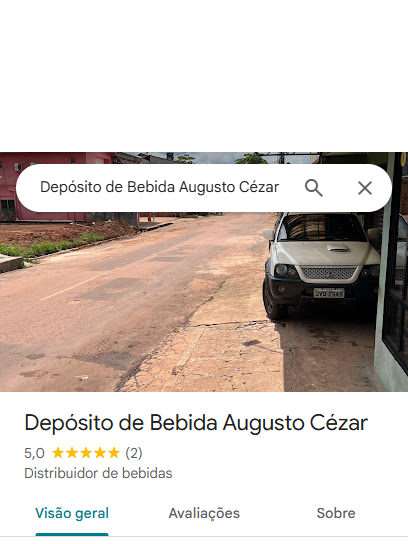 Depósito de Bebida Augusto Cézar
Depósito de Bebida Augusto Cézar
5,0 ★★★★★ (2)
Distribuidor de bebidas
Visão geral Avaliações Sobre